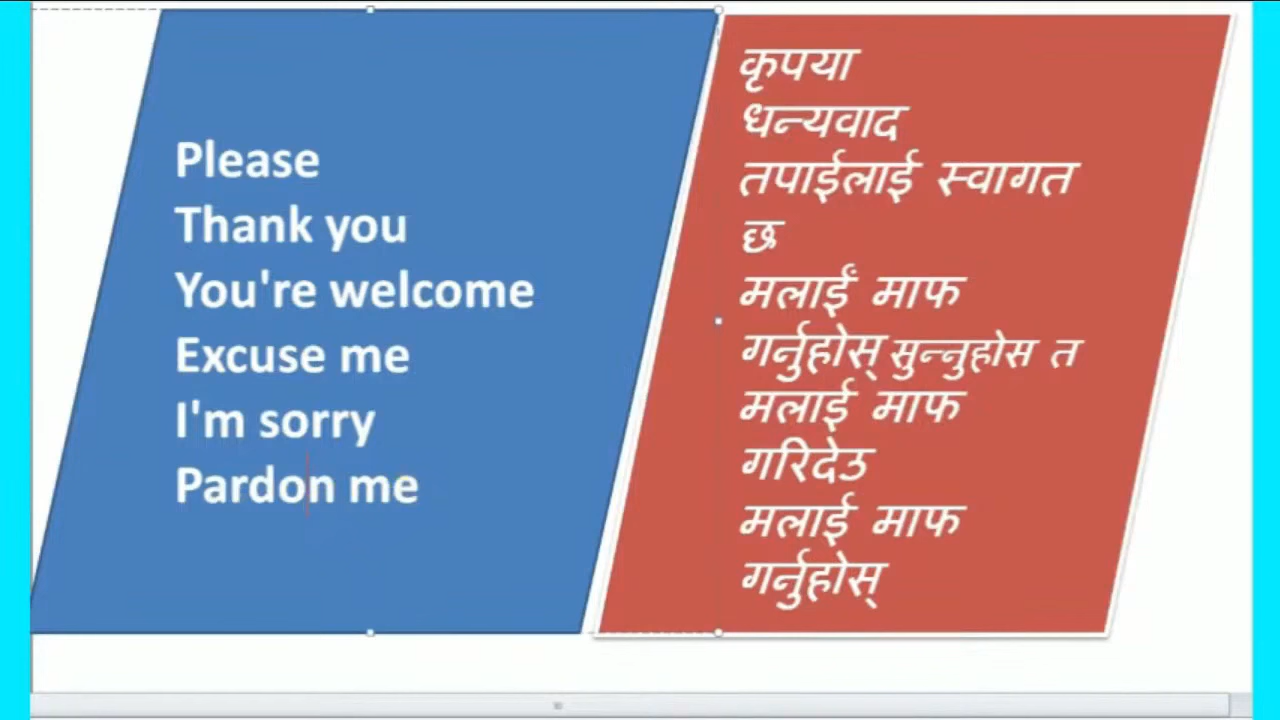 Please
Thank you
You're welcome
Excuse me
I'm sorry
Pardon me
कृपया
धन्यवाद
तपाईलाई स्वागत
छ
मलाईं माफ
गर्नुहोस् सुन्नुहोस त
मलाई माफ
गरिदेउ
मलाई माफ
गर्नुहोस्